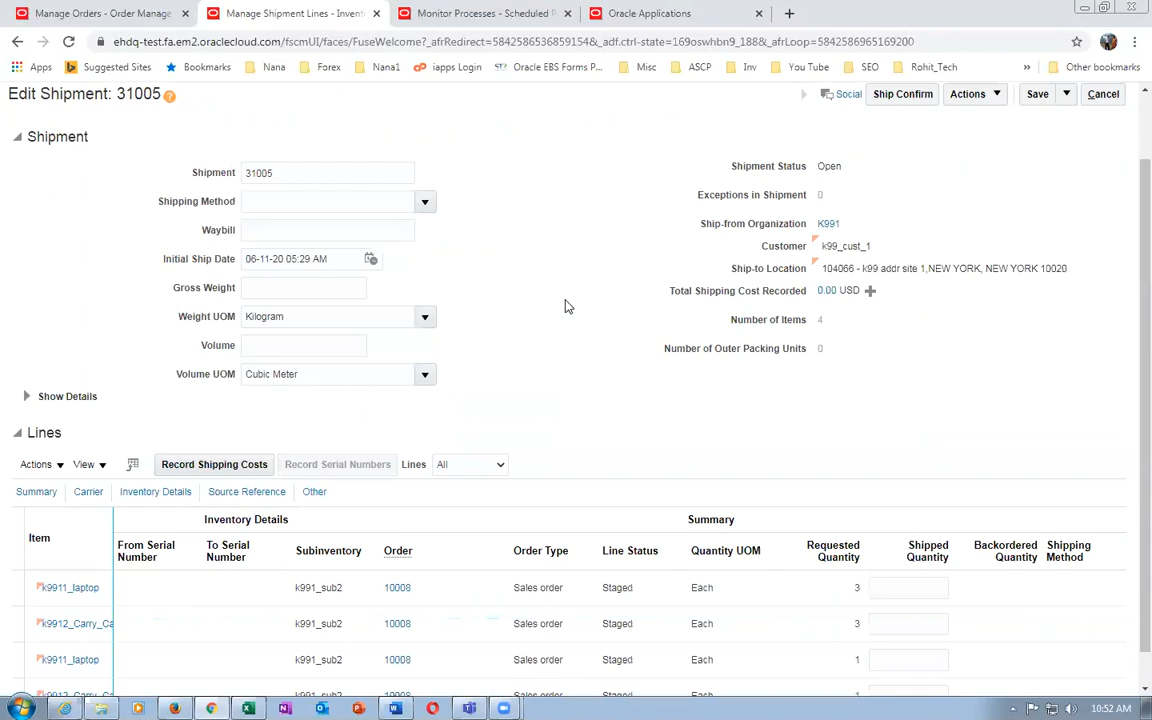 Manage Orders - Order Manage
Manage Shipment Lines - Invent
Monitor Processes - Scheduled P
Oracle Applications
ehdq-test.fa.em2.oraclecloud.com/fscmUI/faces/FuseWelcome?_afrRedirect=5842586536859154&_adf.ctrl-state=169oswhbn9_188&_afrLoop=5842586965169200
Apps
Suggested Sites
Bookmarks
Nana
Forex
Nana1
iapps Login
Oracle EBS Forms P...
Misc
ASCP
Inv
You Tube
SEO
Rohit_Tech
»
Other bookmarks
Edit Shipment: 31005
Social
Ship Confirm
Actions
Save
Cancel
Shipment
Shipment 31005
Shipping Method
Waybill
Initial Ship Date 06-11-20 05:29 AM
Gross Weight
Weight UOM Kilogram
Volume
Volume UOM Cubic Meter
Shipment Status Open
Exceptions in Shipment 0
Ship-from Organization K991
Customer k99_cust_1
Ship-to Location 104066 - k99 addr site 1,NEW YORK, NEW YORK 10020
Total Shipping Cost Recorded 0.00 USD
Number of Items 4
Number of Outer Packing Units 0
Show Details
Lines
Actions View Record Shipping Costs Record Serial Numbers Lines All
Summary Carrier Inventory Details Source Reference Other
Inventory Details Summary
Item From Serial Number To Serial Number Subinventory Order Order Type Line Status Quantity UOM Requested Quantity Shipped Quantity Backordered Quantity Shipping Method
k9911_laptop k991_sub2 10008 Sales order Staged Each 3
k9912_Carry_Ca k991_sub2 10008 Sales order Staged Each 3
k9911_laptop k991_sub2 10008 Sales order Staged Each 1
k9912_Carry_Ca k991_sub2 10008 Sales order Staged Each 1
10:52 AM